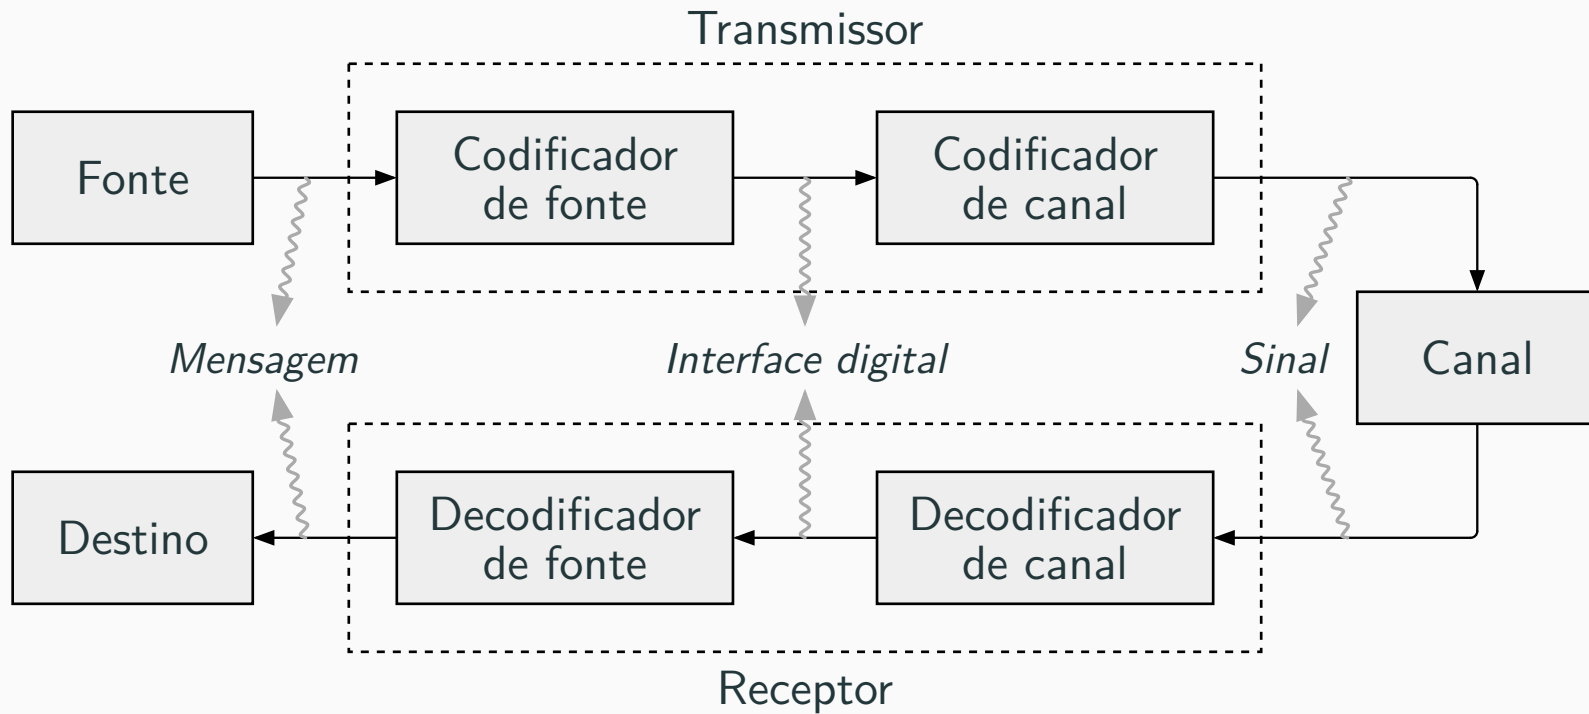 Transmissor
Fonte
Codificador
de fonte
Codificador
de canal
Mensagem
Interface digital
Sinal
Canal
Destino
Decodificador
de fonte
Decodificador
de canal
Receptor